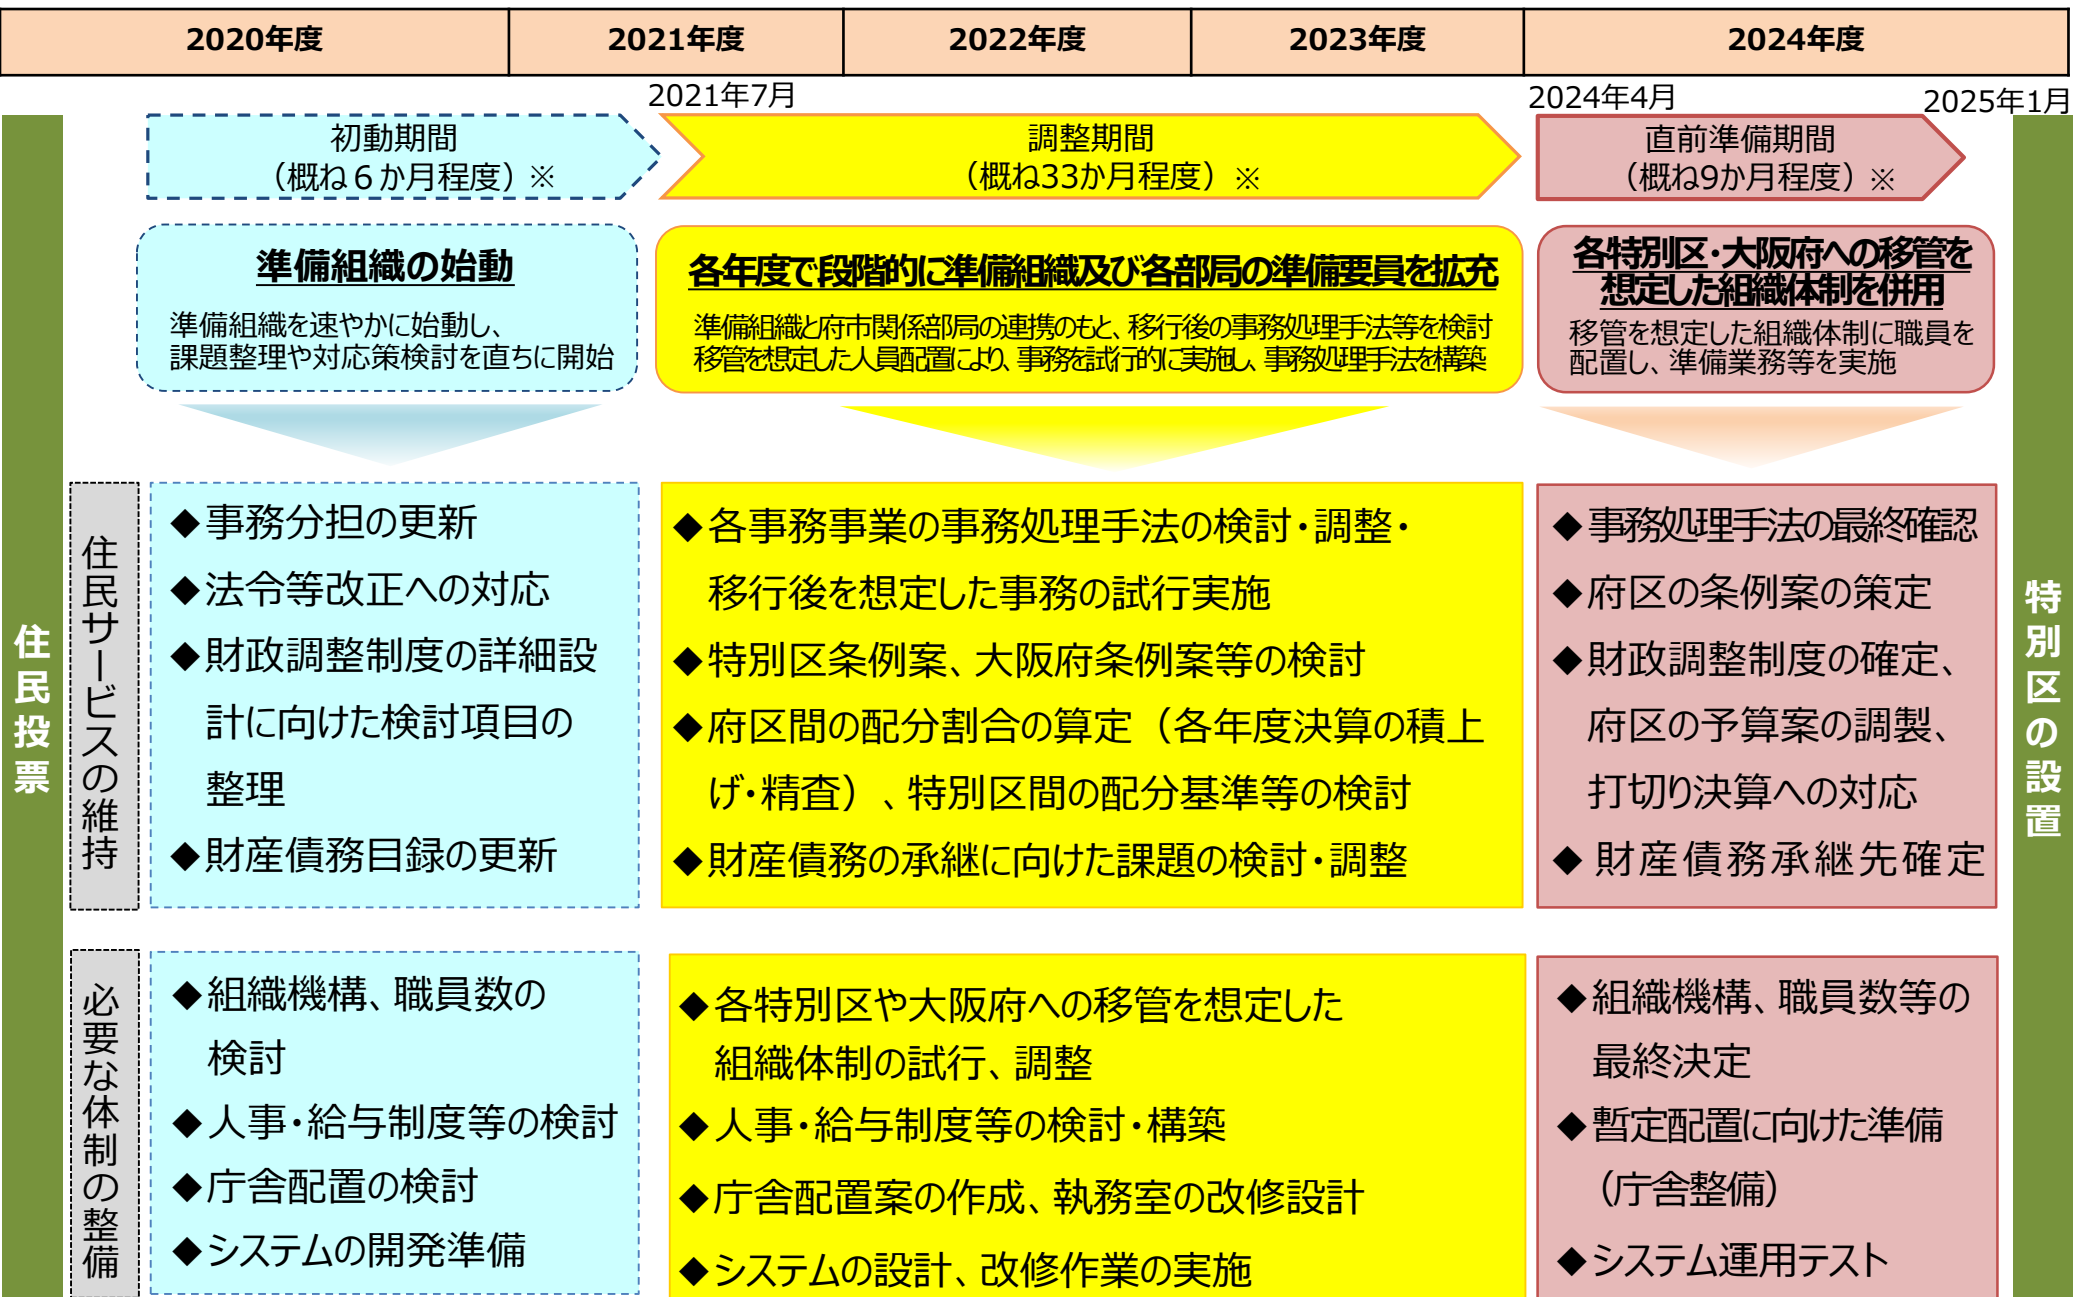 2020年度
2021年度
2022年度
2023年度
2024年度
2021年7月
2024年4月
2025年1月
初動期間
（概ね６か月程度）※
調整期間
（概ね33か月程度）※
直前準備期間
（概ね9か月程度）※
準備組織の始動
準備組織を速やかに始動し、
課題整理や対応策検討を直ちに開始
各年度で段階的に準備組織及び各部局の準備要員を拡充
準備組織と府市関係部局の連携のもと、移行後の事務処理手法等を検討
移管を想定した人員配置により、事務を試行的に実施し、事務処理手法を構築
各特別区・大阪府への移管を
想定した組織体制を併用
移管を想定した組織体制に職員を
配置し、準備業務等を実施
住民投票
住民サービスの維持
◆事務分担の更新
◆法令等改正への対応
◆財政調整制度の詳細設
計に向けた検討項目の
整理
◆財産債務目録の更新
◆各事務事業の事務処理手法の検討・調整・
移行後を想定した事務の試行実施
◆特別区条例案、大阪府条例案等の検討
◆府区間の配分割合の算定（各年度決算の積上
げ・精査）、特別区間の配分基準等の検討
◆財産債務の承継に向けた課題の検討・調整
◆事務処理手法の最終確認
◆府区の条例案の策定
◆財政調整制度の確定、
府区の予算案の調製、
打切り決算への対応
◆財産債務承継先確定
特別区の設置
必要な体制の整備
◆組織機構、職員数の
検討
◆人事・給与制度等の検討
◆庁舎配置の検討
◆システムの開発準備
◆各特別区や大阪府への移管を想定した
組織体制の試行、調整
◆人事・給与制度等の検討・構築
◆庁舎配置案の作成、執務室の改修設計
◆システムの設計、改修作業の実施
◆組織機構、職員数等の
最終決定
◆暫定配置に向けた準備
（庁舎整備）
◆システム運用テスト